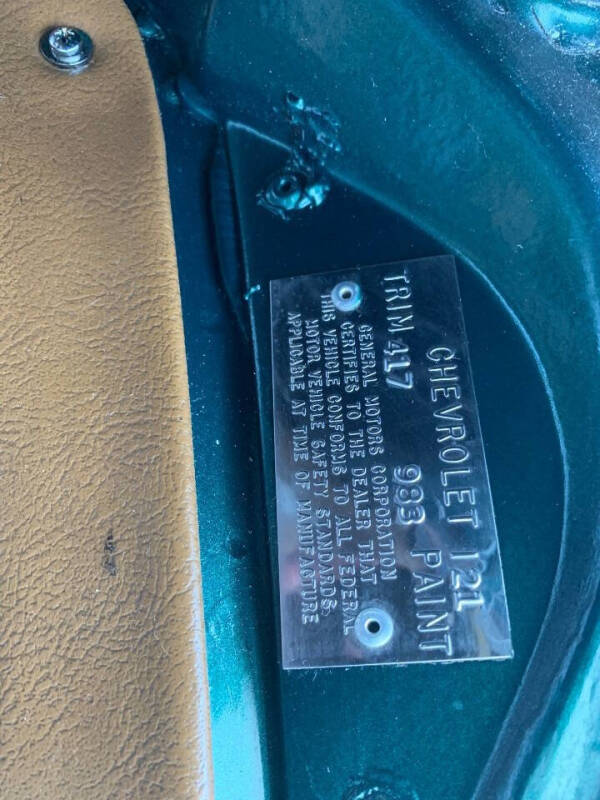 CHEVROLET I21
TRIM 417 983 PAINT
GENERAL MOTORS CORPORATION
CERTIFIES TO THE DEALER THAT
THIS VEHICLE CONFORMS TO ALL FEDERAL
MOTOR VEHICLE SAFETY STANDARDS
APPLICABLE AT TIME OF MANUFACTURE